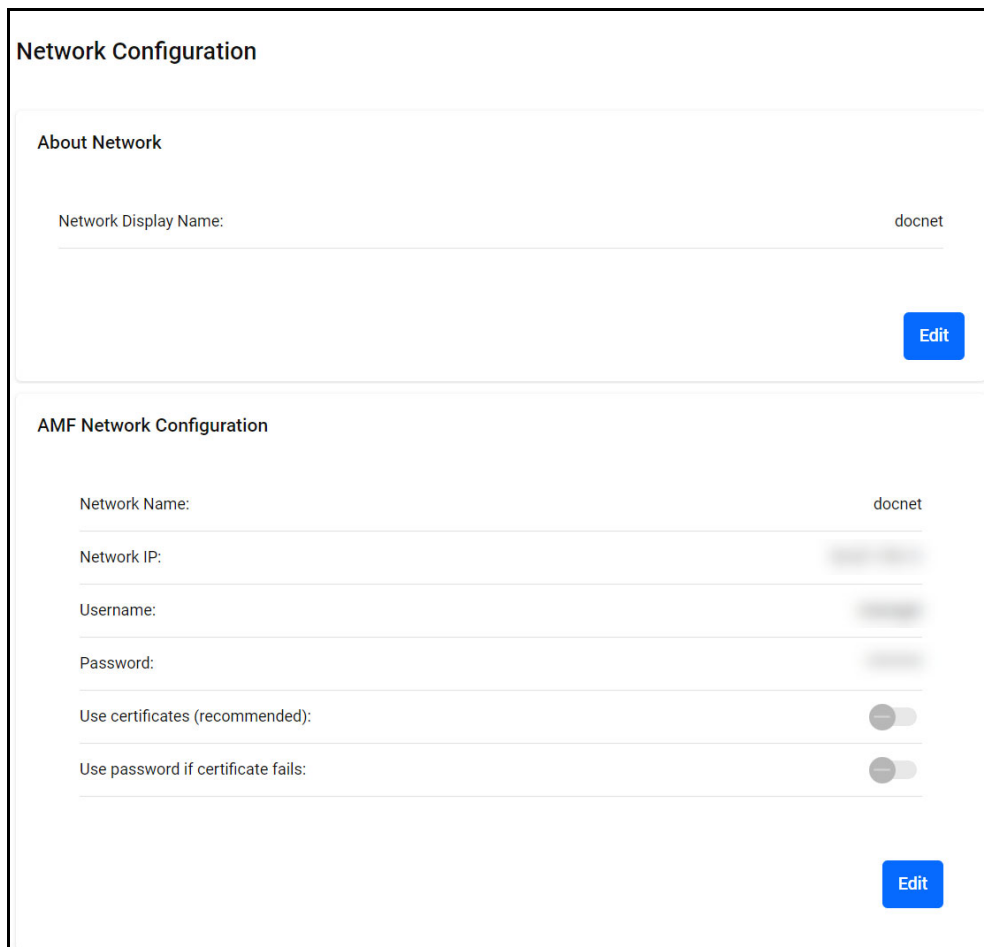 Network Configuration
About Network
Network Display Name: docnet
Edit
AMF Network Configuration
Network Name: docnet
Network IP:
Username:
Password:
Use certificates (recommended):
Use password if certificate fails:
Edit